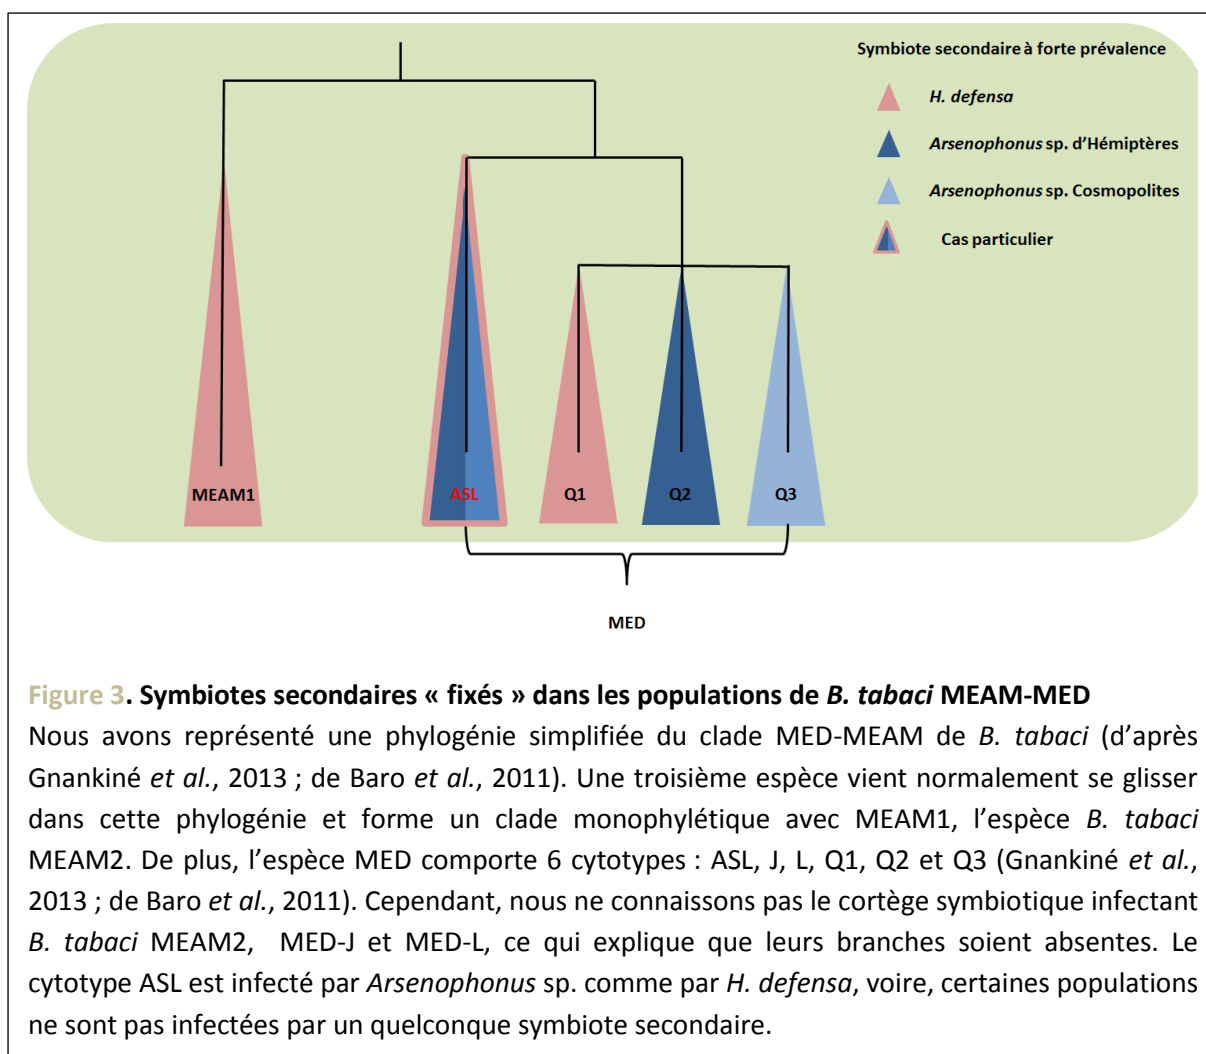 Symbiote secondaire à forte prévalence
H. defensa
Arsenophonus sp. d'Hémiptères
Arsenophonus sp. Cosmopolites
Cas particulier
MEAM1
ASL
Q1
Q2
Q3
MED
Figure 3. Symbiotes secondaires « fixés » dans les populations de B. tabaci MEAM-MED
Nous avons représenté une phylogénie simplifiée du clade MED-MEAM de B. tabaci (d'après
Gnankiné et al., 2013 ; de Baro et al., 2011). Une troisième espèce vient normalement se glisser
dans cette phylogénie et forme un clade monophylétique avec MEAM1, l'espèce B. tabaci
MEAM2. De plus, l'espèce MED comporte 6 cytotypes : ASL, J, L, Q1, Q2 et Q3 (Gnankiné et al.,
2013 ; de Baro et al., 2011). Cependant, nous ne connaissons pas le cortège symbiotique infectant
B. tabaci MEAM2, MED-J et MED-L, ce qui explique que leurs branches soient absentes. Le
cytotype ASL est infecté par Arsenophonus sp. comme par H. defensa, voire, certaines populations
ne sont pas infectées par un quelconque symbiote secondaire.